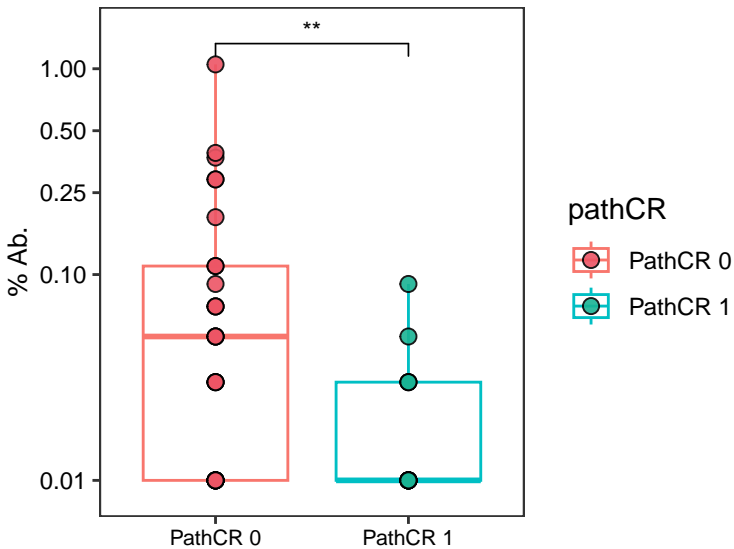 **
1.00
0.50
0.25
0.10
0.01
% Ab.
PathCR 0
PathCR 1
pathCR
PathCR 0
PathCR 1